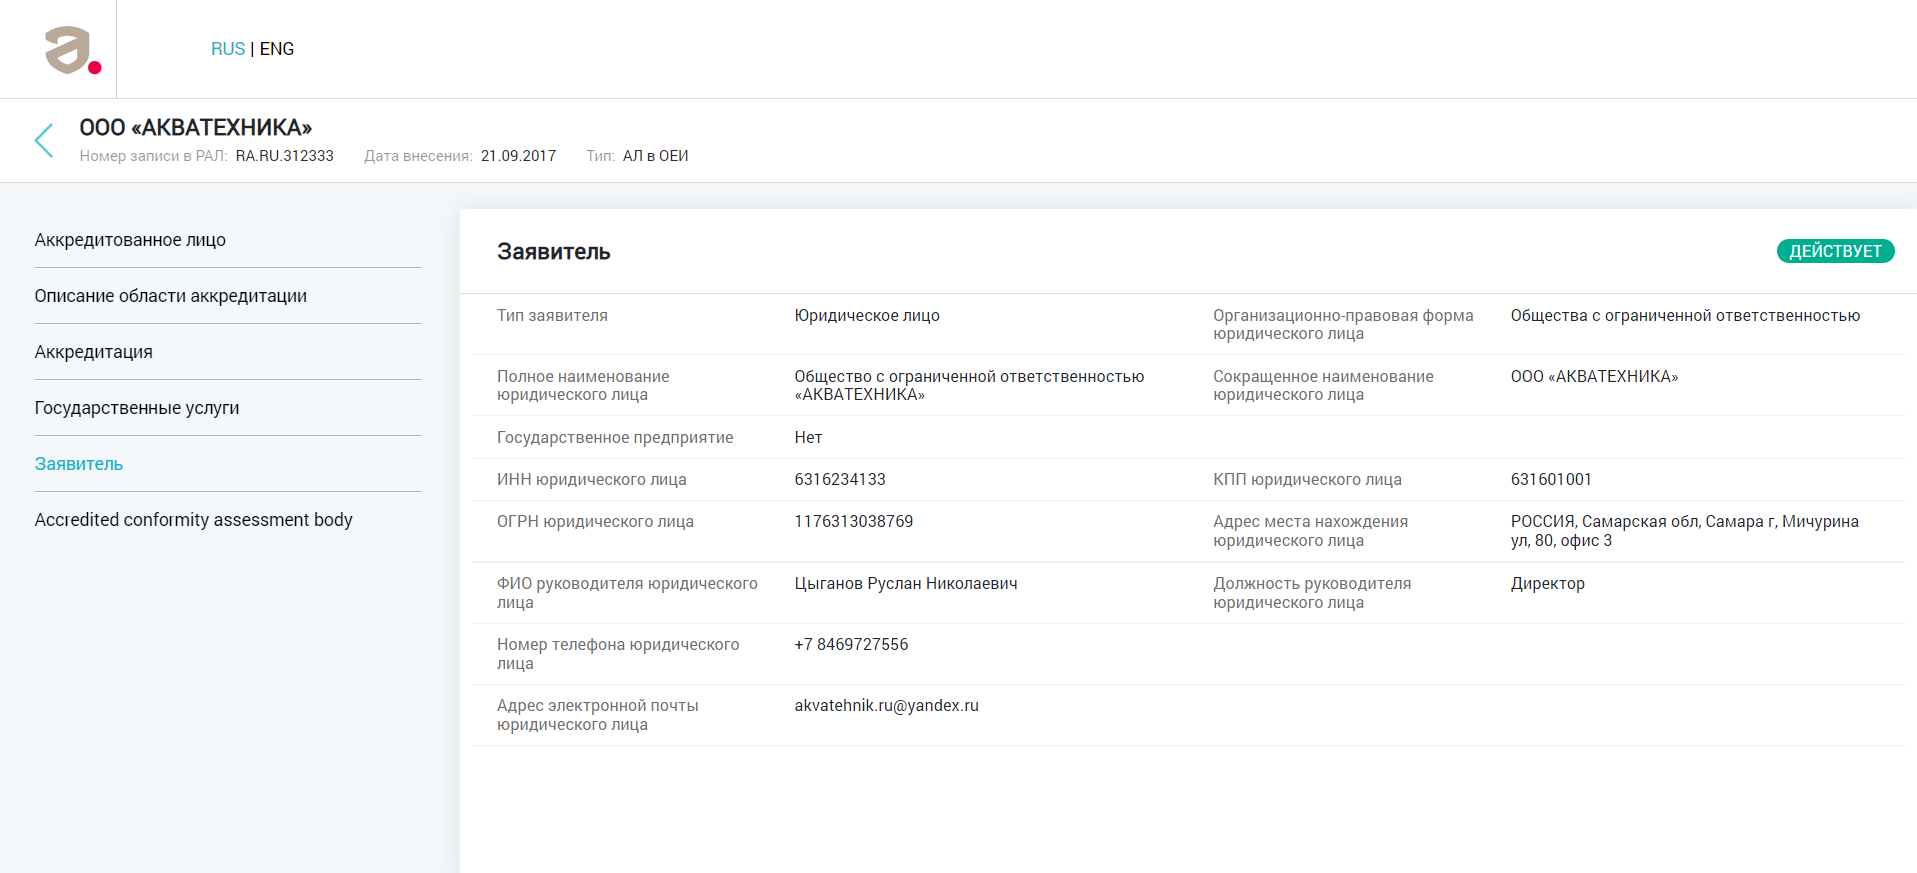 RUS | ENG
ООО «АКВАТЕХНИКА»
Номер записи в РАЛ: RA.RU.312333 Дата внесения: 21.09.2017 Тип: АЛ в ОЕИ
Аккредитованное лицо
Описание области аккредитации
Аккредитация
Государственные услуги
Заявитель
Accredited conformity assessment body
Заявитель
ДЕЙСТВУЕТ
Тип заявителя
Юридическое лицо
Организационно-правовая форма
юридического лица
Общества с ограниченной ответственностью
Полное наименование
юридического лица
Общество с ограниченной ответственностью
«АКВАТЕХНИКА»
Сокращенное наименование
юридического лица
ООО «АКВАТЕХНИКА»
Государственное предприятие
Нет
ИНН юридического лица
6316234133
КПП юридического лица
631601001
ОГРН юридического лица
1176313038769
Адрес места нахождения
юридического лица
РОССИЯ, Самарская обл, Самара г, Мичурина
ул, 80, офис 3
ФИО руководителя юридического
лица
Цыганов Руслан Николаевич
Должность руководителя
юридического лица
Директор
Номер телефона юридического
лица
+7 8469727556
Адрес электронной почты
юридического лица
akvatehnik.ru@yandex.ru